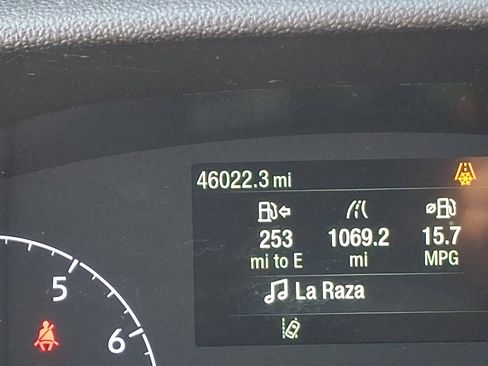 46022.3 mi
253 1069.2 15.7
mi to E mi MPG
La Raza
5
6